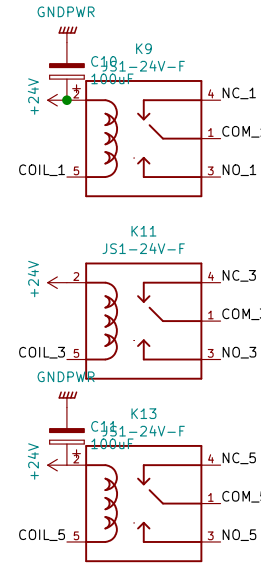 GNDPWR
C10
100uF
K9
JS1-24V-F
+24V
2
4
NC_1
1
COM_
COIL_1
5
3
NO_1
K11
JS1-24V-F
+24V
2
4
NC_3
1
COM_3
COIL_3
5
3
NO_3
GNDPWR
C11
100uF
K13
JS1-24V-F
+24V
2
4
NC_5
1
COM_5
COIL_5
5
3
NO_5